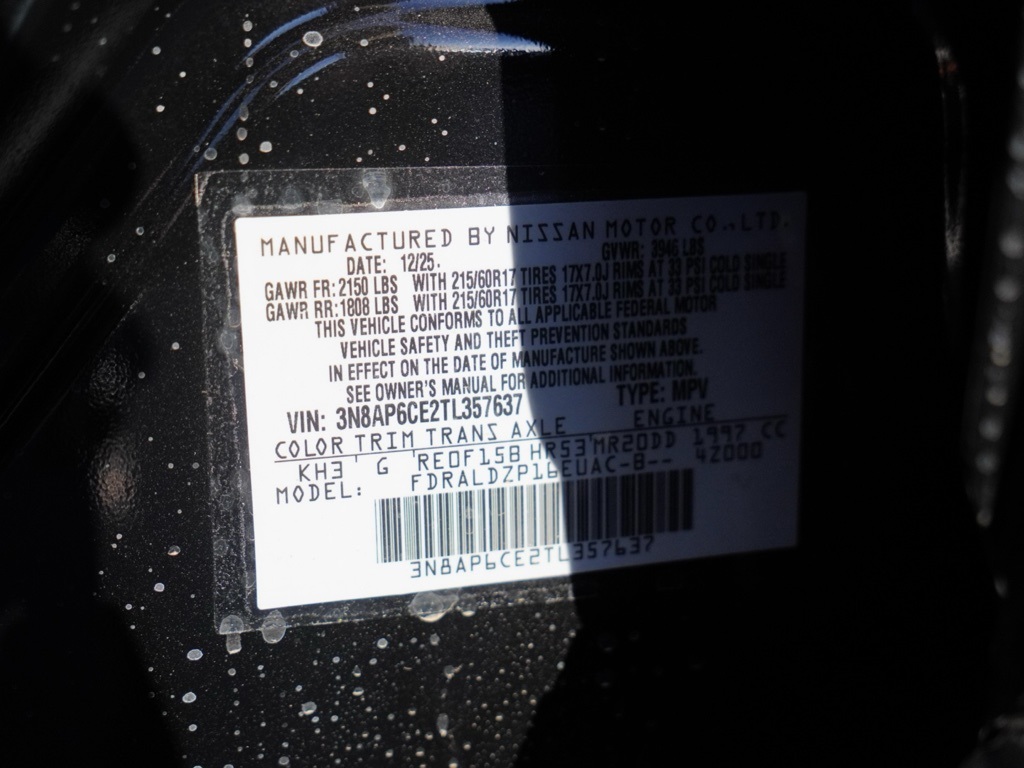 MANUFACTURED BY NISSAN MOTOR CO., LTD.
DATE: 12/25. GVWR: 3946 LBS
GAWR FR: 2150 LBS WITH 215/60R17 TIRES 17X7.0J RIMS AT 33 PSI COLD SINGLE
GAWR RR: 1808 LBS WITH 215/60R17 TIRES 17X7.0J RIMS AT 33 PSI COLD SINGLE
THIS VEHICLE CONFORMS TO ALL APPLICABLE FEDERAL MOTOR
VEHICLE SAFETY AND THEFT PREVENTION STANDARDS
IN EFFECT ON THE DATE OF MANUFACTURE SHOWN ABOVE.
SEE OWNER'S MANUAL FOR ADDITIONAL INFORMATION.
VIN: 3N8AP6CE2TL357637 TYPE: MPV
COLOR TRIM TRANS AXLE ENGINE
KH3 G RE0F15B HR53 MR20DD 1997 CC
MODEL: FDRALDZP16EUAC-B-- 42000
3N8AP6CE2TL357637